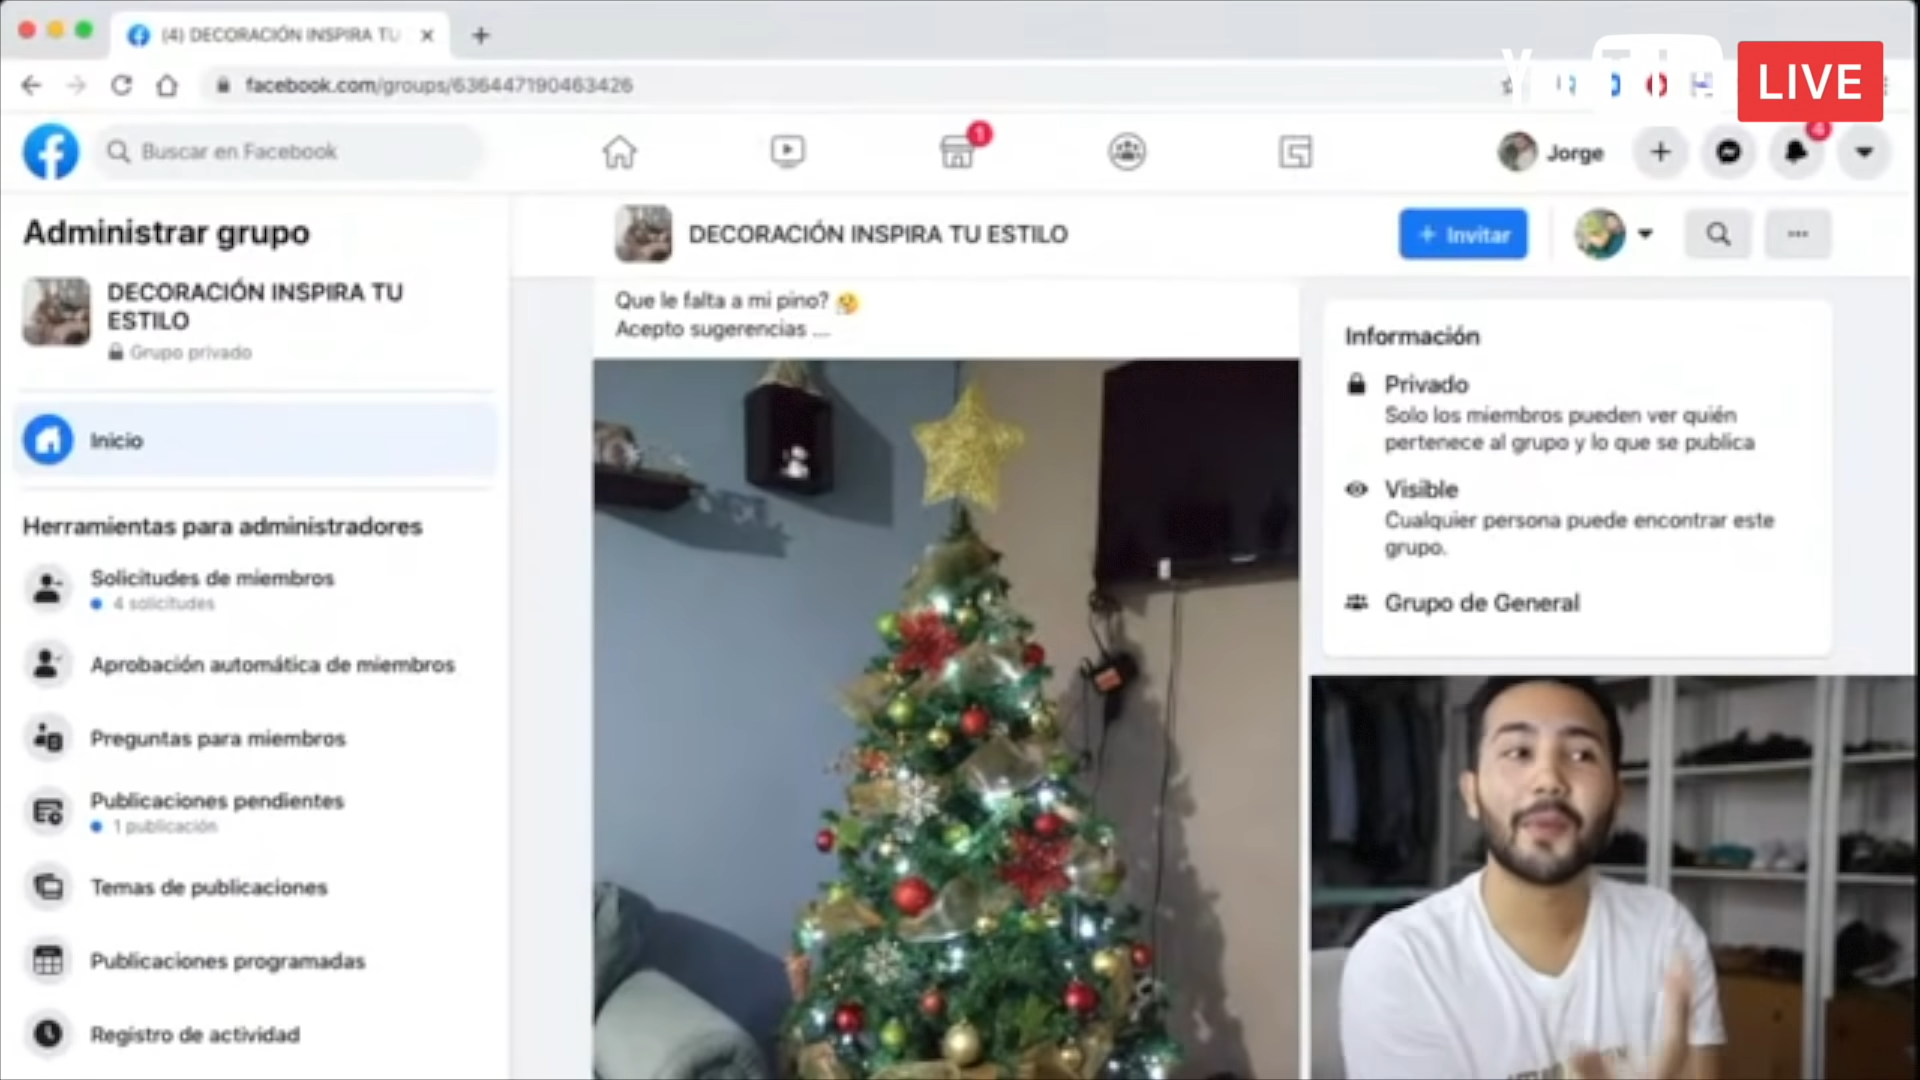 (4) DECORACIÓN INSPIRA TU
facebook.com/groups/636447190463426
LIVE
Buscar en Facebook
1
Jorge
4
Administrar grupo
DECORACIÓN INSPIRA TU
ESTILO
Grupo privado
Inicio
Herramientas para administradores
Solicitudes de miembros
4 solicitudes
Aprobación automática de miembros
Preguntas para miembros
Publicaciones pendientes
1 publicación
Temas de publicaciones
Publicaciones programadas
Registro de actividad
DECORACIÓN INSPIRA TU ESTILO
+ Invitar
Que le falta a mi pino?
Acepto sugerencias ...
Información
Privado
Solo los miembros pueden ver quién
pertenece al grupo y lo que se publica
Visible
Cualquier persona puede encontrar este
grupo.
Grupo de General